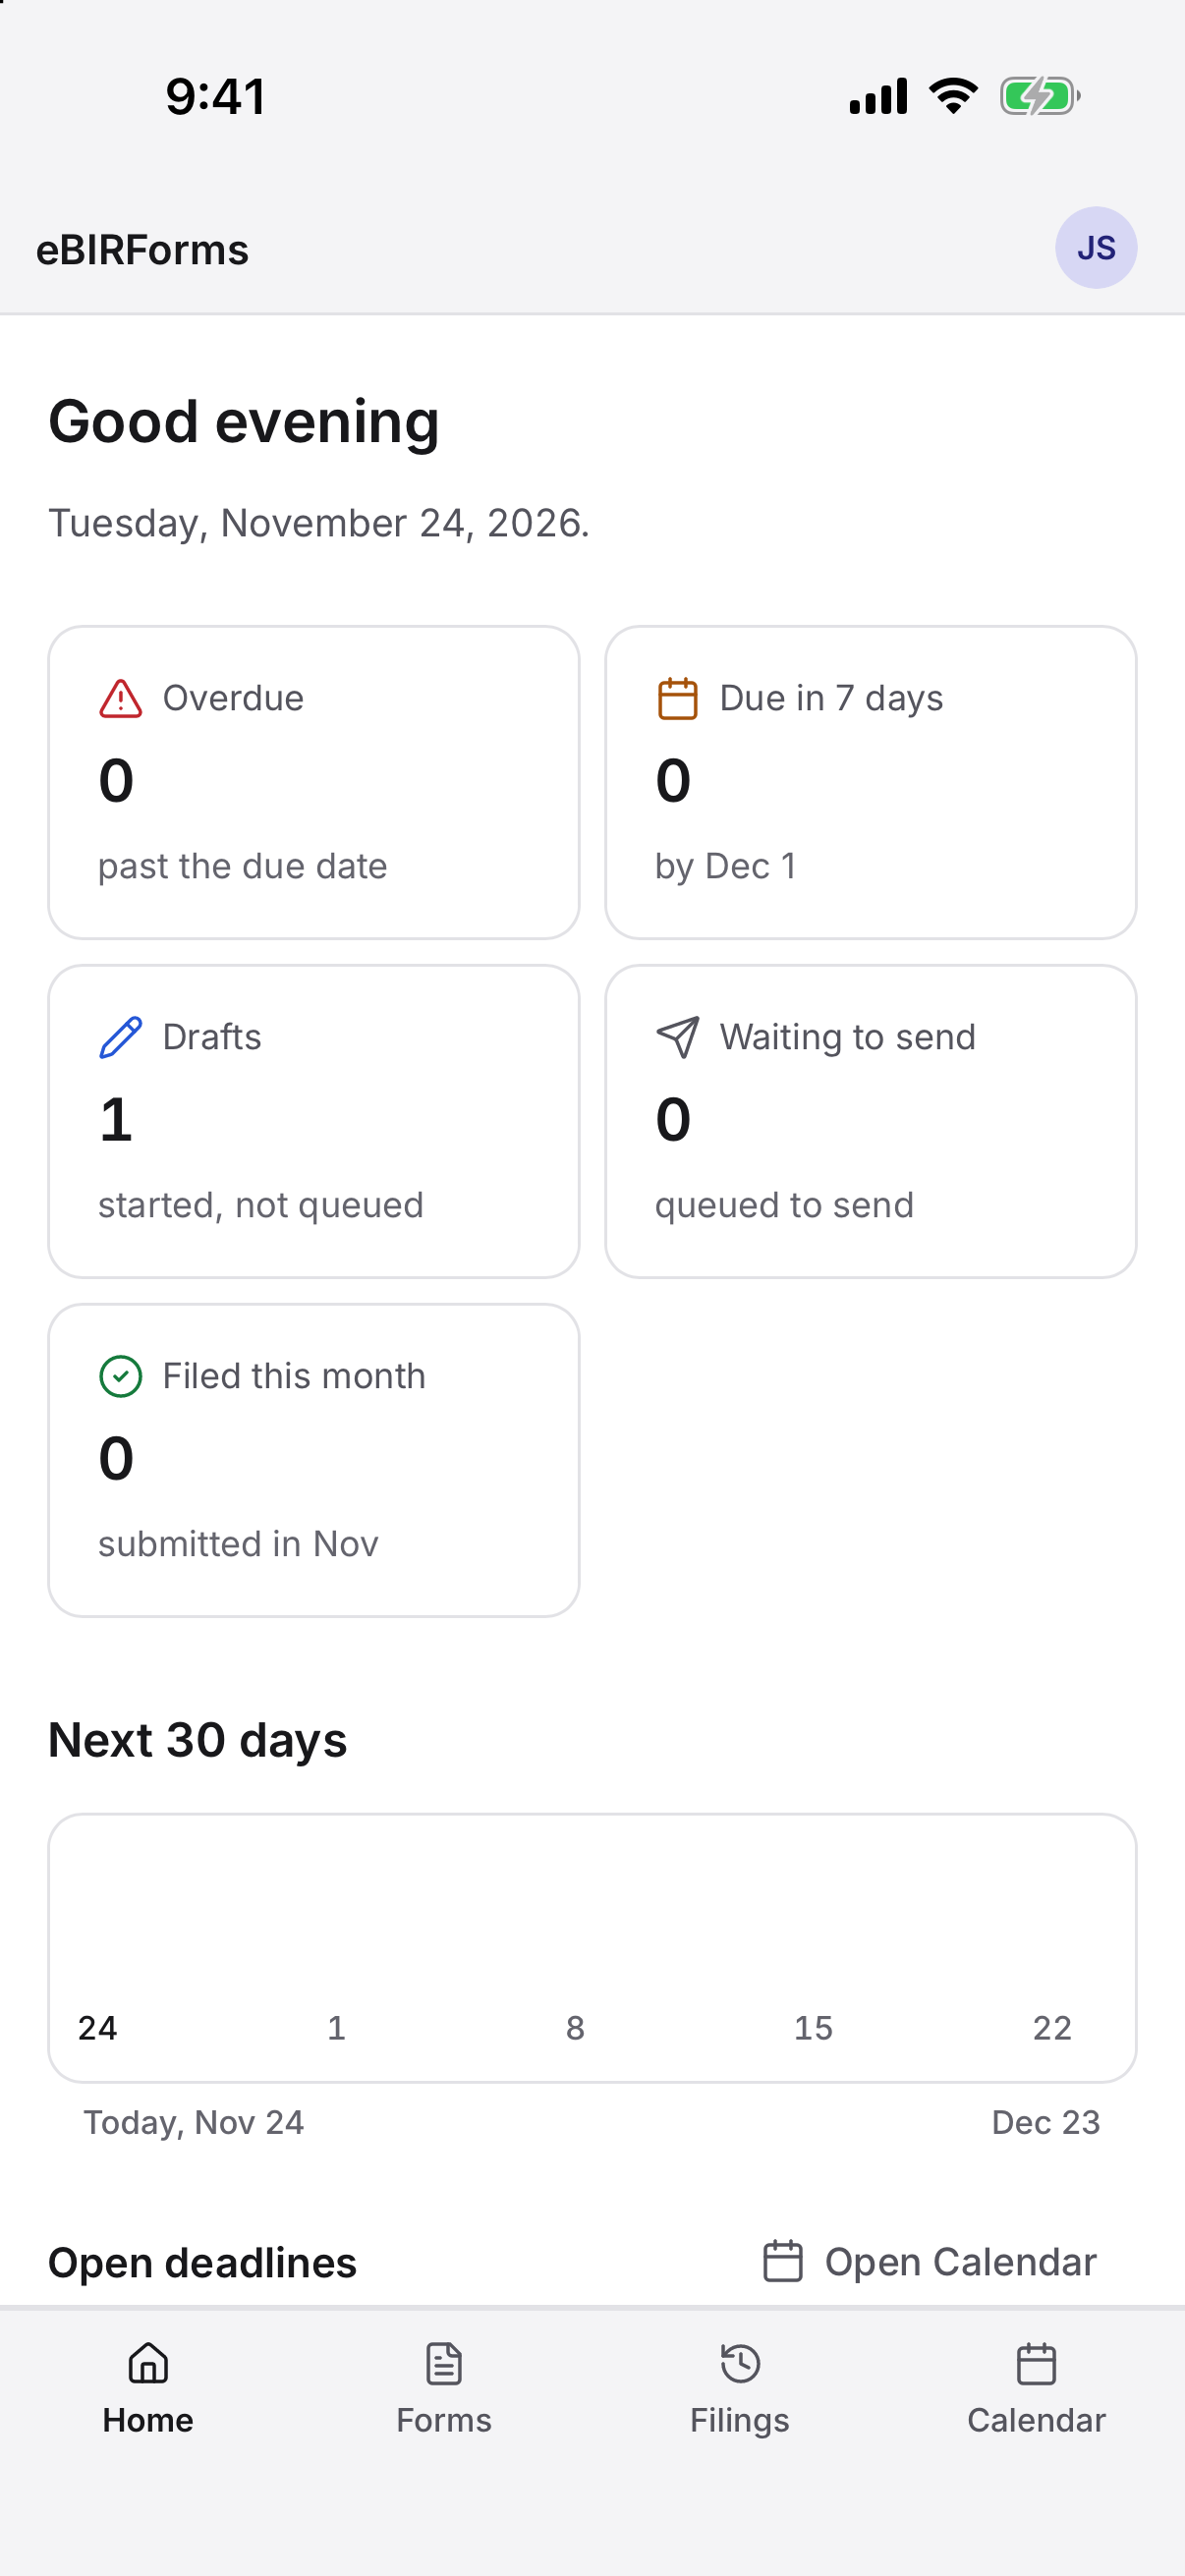 9:41
eBIRForms
JS
Good evening
Tuesday, November 24, 2026.
Overdue
0
past the due date
Due in 7 days
0
by Dec 1
Drafts
1
started, not queued
Waiting to send
0
queued to send
Filed this month
0
submitted in Nov
Next 30 days
24 1 8 15 22
Today, Nov 24 Dec 23
Open deadlines Open Calendar
Home Forms Filings Calendar